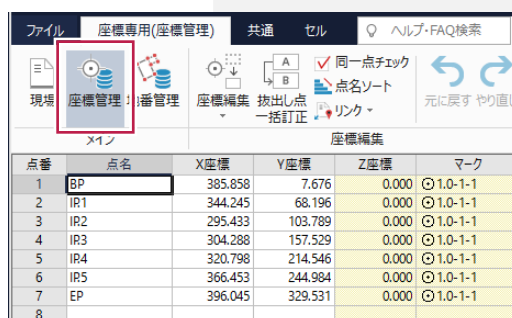 ファイル 座標専用(座標管理) 共通 セル ヘルプ・FAQ検索
現場 座標管理 地番管理 座標編集 抜出し点 一括訂正 A B 同一点チェック 点名ソート リンク 元に戻す やり直し
メイン 座標編集
点番 点名 X座標 Y座標 Z座標 マーク
1 BP 385.858 7.676 0.000 1.0-1-1
2 IP.1 344.245 68.196 0.000 1.0-1-1
3 IP.2 295.433 103.789 0.000 1.0-1-1
4 IP.3 304.288 157.529 0.000 1.0-1-1
5 IP.4 320.798 214.546 0.000 1.0-1-1
6 IP.5 366.453 244.984 0.000 1.0-1-1
7 EP 396.045 329.531 0.000 1.0-1-1
8